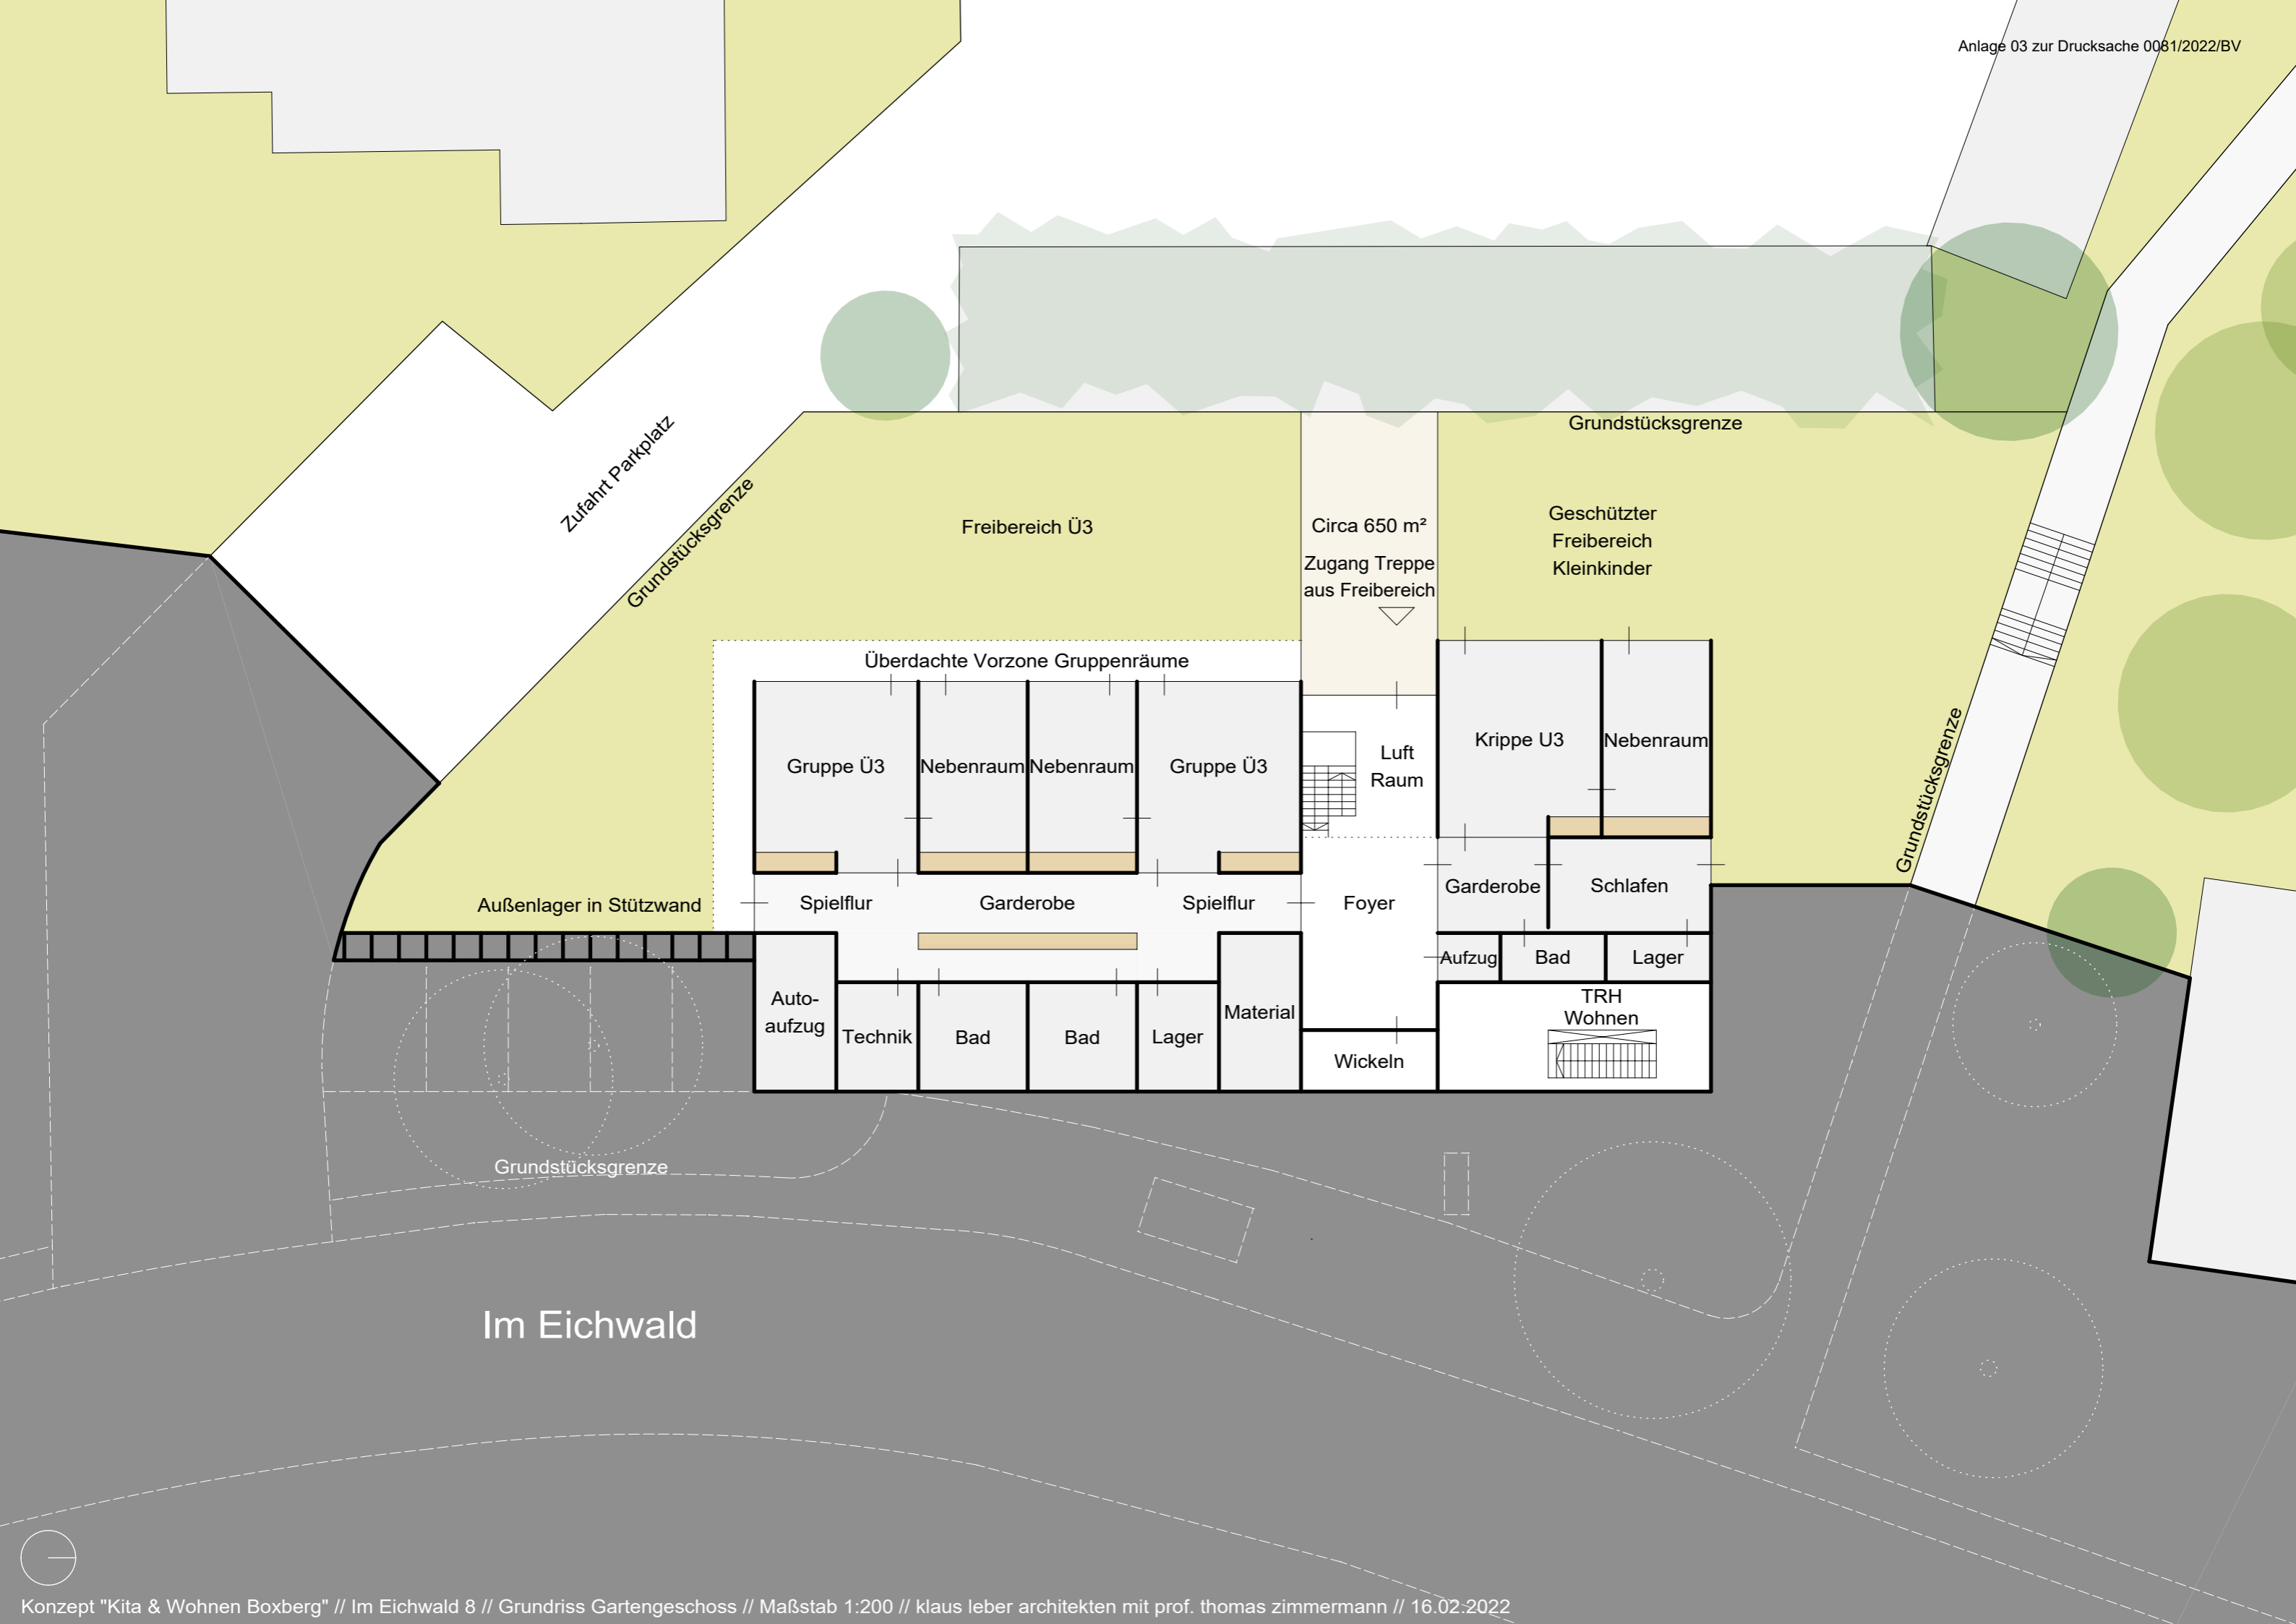 Anlage 03 zur Drucksache 0081/2022/BV
Zufahrt Parkplatz
Grundstücksgrenze
Grundstücksgrenze
Freibereich Ü3
Circa 650 m²
Zugang Treppe
aus Freibereich
Geschützter
Freibereich
Kleinkinder
Überdachte Vorzone Gruppenräume
Gruppe Ü3
Nebenraum
Nebenraum
Gruppe Ü3
Luft
Raum
Krippe U3
Nebenraum
Grundstücksgrenze
Außenlager in Stützwand
Spielflur
Garderobe
Spielflur
Foyer
Garderobe
Schlafen
Aufzug
Bad
Lager
Auto-
aufzug
Technik
Bad
Bad
Lager
Material
Wickeln
TRH
Wohnen
Grundstücksgrenze
Im Eichwald
Konzept "Kita & Wohnen Boxberg" // Im Eichwald 8 // Grundriss Gartengeschoss // Maßstab 1:200 // klaus leber architekten mit prof. thomas zimmermann // 16.02.2022